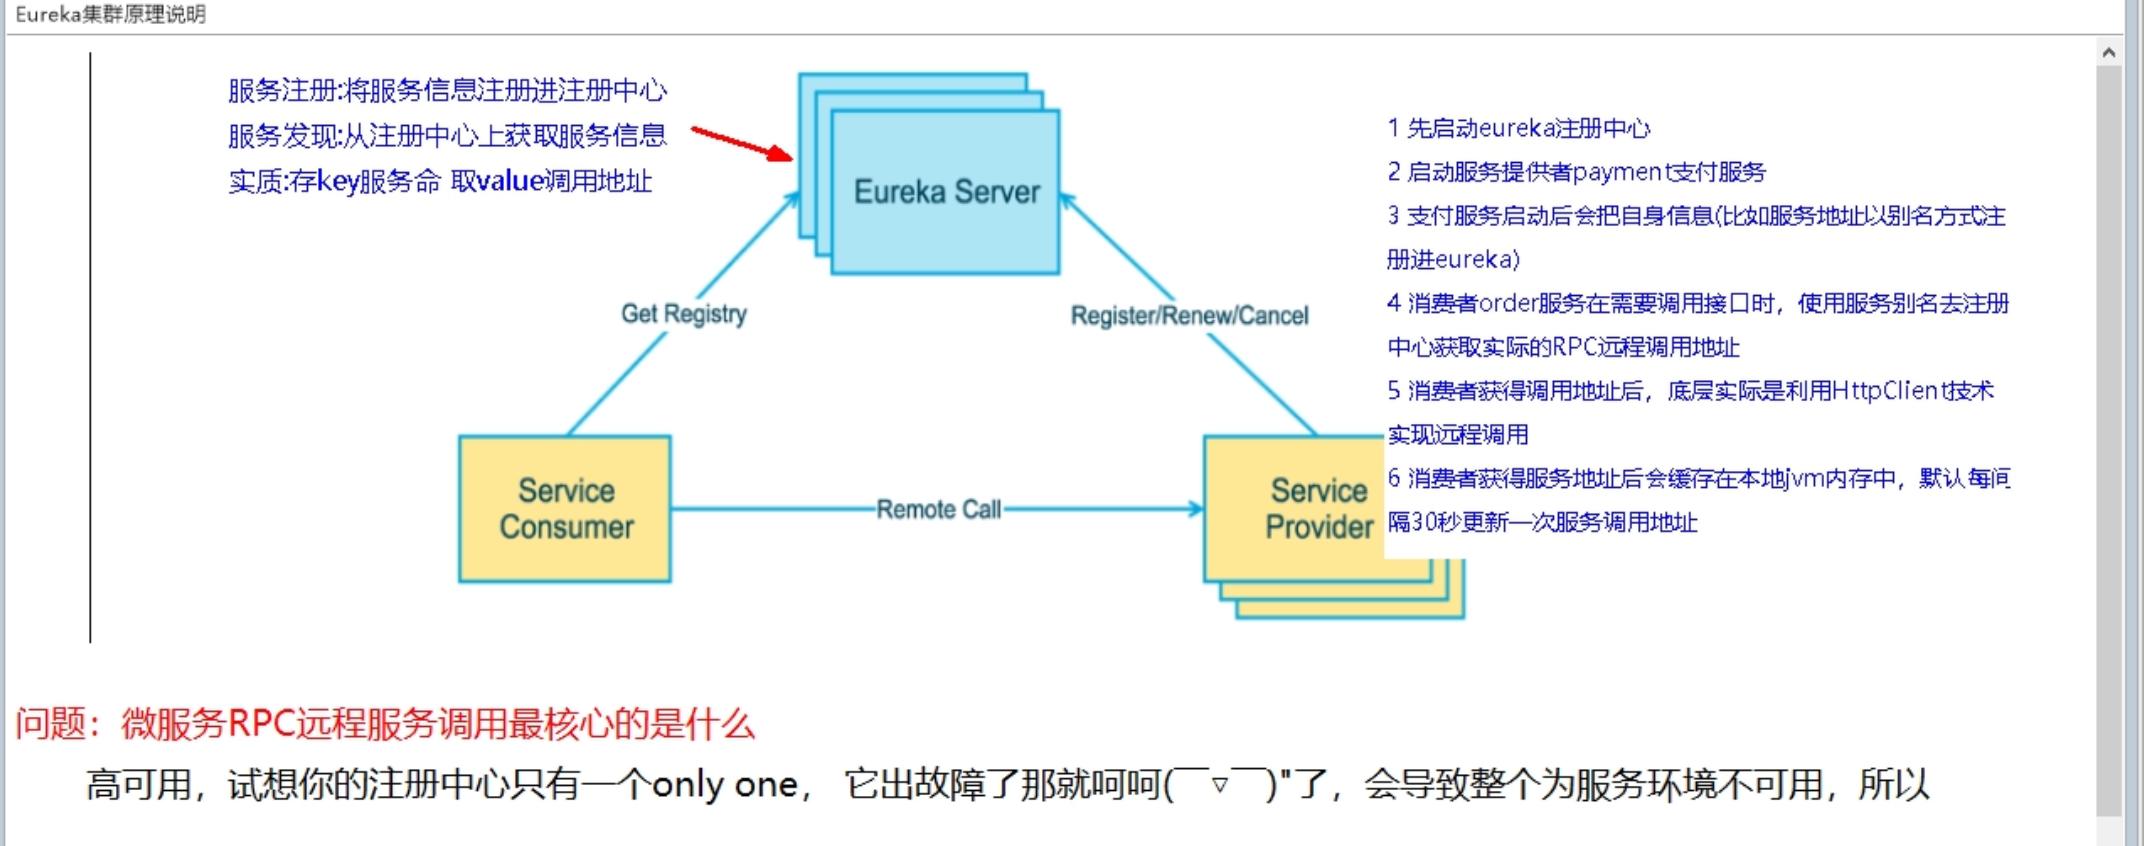 Eureka集群原理说明
服务注册:将服务信息注册进注册中心
服务发现:从注册中心上获取服务信息
实质:存key服务命 取value调用地址
Eureka Server
Get Registry
Register/Renew/Cancel
Service
Consumer
Remote Call
Service
Provider
1 先启动eureka注册中心
2 启动服务提供者payment支付服务
3 支付服务启动后会把自身信息(比如服务地址以别名方式注
册进eureka)
4 消费者order服务在需要调用接口时，使用服务别名去注册
中心获取实际的RPC远程调用地址
5 消费者获得调用地址后，底层实际是利用HttpClient技术
实现远程调用
6 消费者获得服务地址后会缓存在本地jvm内存中，默认每间
隔30秒更新一次服务调用地址
问题：微服务RPC远程服务调用最核心的是什么
高可用，试想你的注册中心只有一个only one， 它出故障了那就呵呵(￣▽￣)"了，会导致整个为服务环境不可用，所以